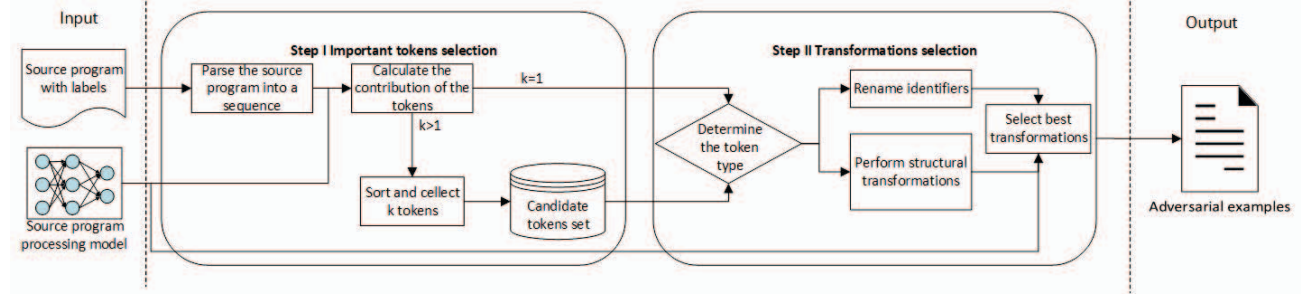 Input
Source program
with labels
Source program
processing model
Step I Important tokens selection
Parse the source
program into a
sequence
Calculate the
contribution of the
tokens
k=1
k>1
Sort and cellect
k tokens
Candidate
tokens set
Step II Transformations selection
Determine
the token
type
Rename identifiers
Perform structural
transformations
Select best
transformations
Output
Adversarial examples